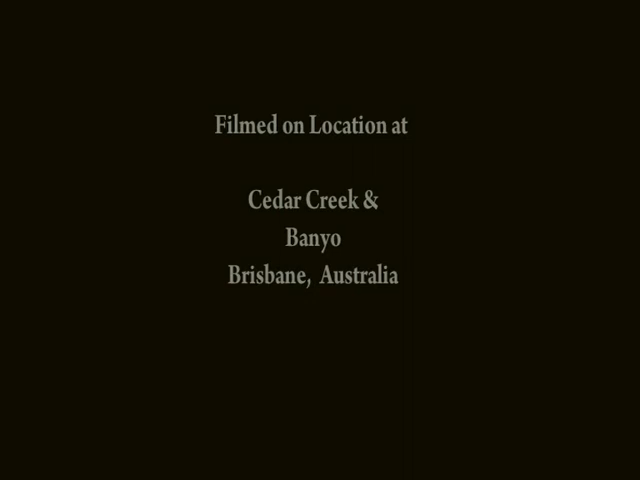 Filmed on Location at
Cedar Creek &
Banyo
Brisbane, Australia